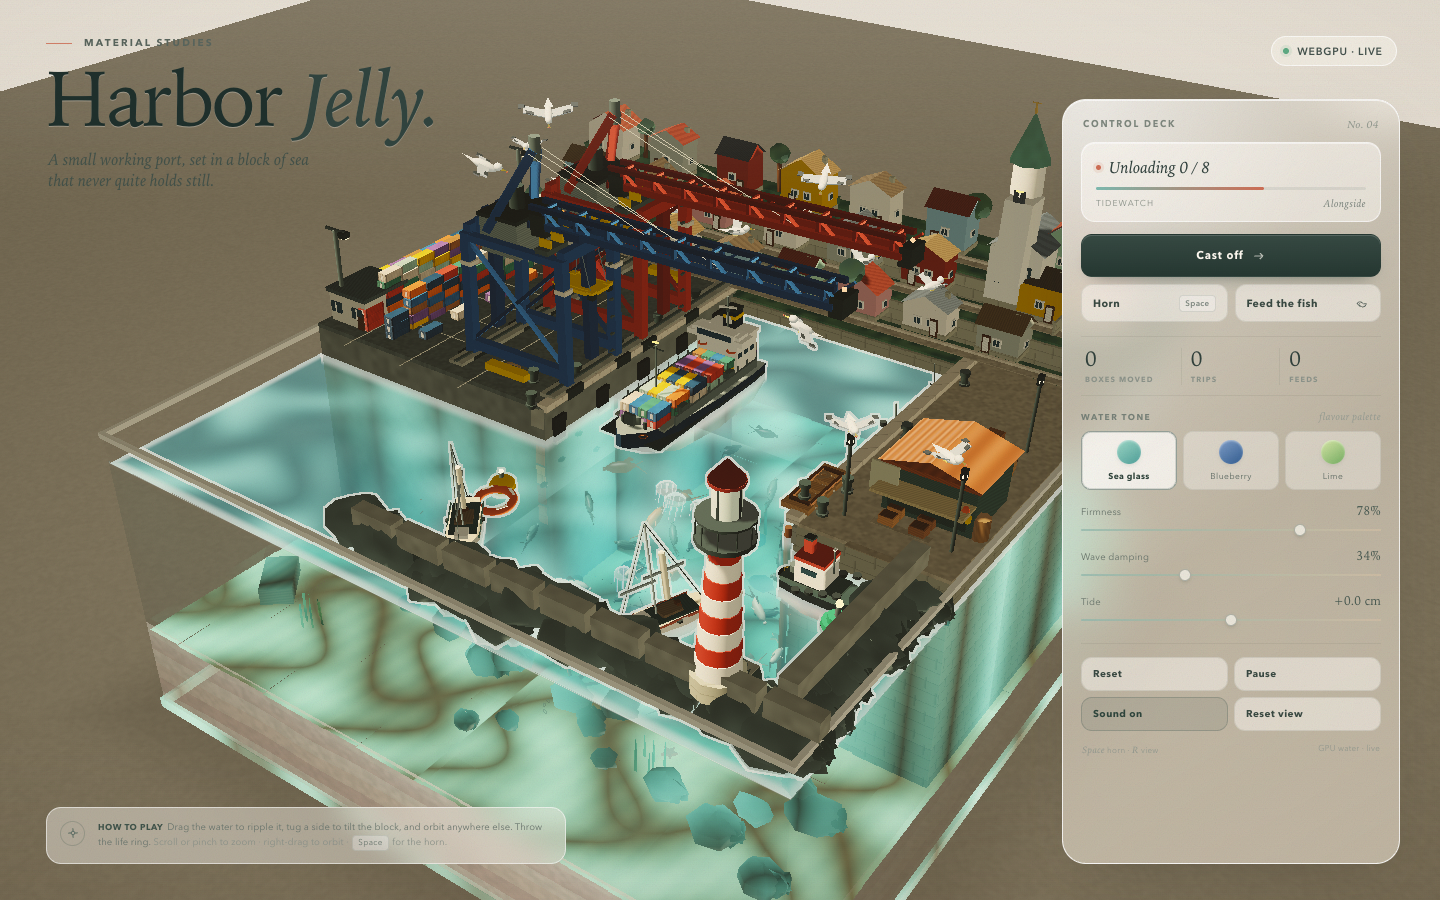 MATERIAL STUDIES
Harbor Jelly.
A small working port, set in a block of sea
that never quite holds still.
WEBGPU · LIVE
CONTROL DECK
No. 04
Unloading 0 / 8
TIDEWATCH
Alongside
Cast off →
Horn
Space
Feed the fish
0
0
0
BOXES MOVED
TRIPS
FEEDS
WATER TONE
flavour palette
Sea glass
Blueberry
Lime
Firmness
78%
Wave damping
34%
Tide
+0.0 cm
Reset
Pause
Sound on
Reset view
Space horn · R view
GPU water · live
HOW TO PLAY Drag the water to ripple it, tug a side to tilt the block, and orbit anywhere else. Throw
the life ring. Scroll or pinch to zoom · right-drag to orbit · Space for the horn.